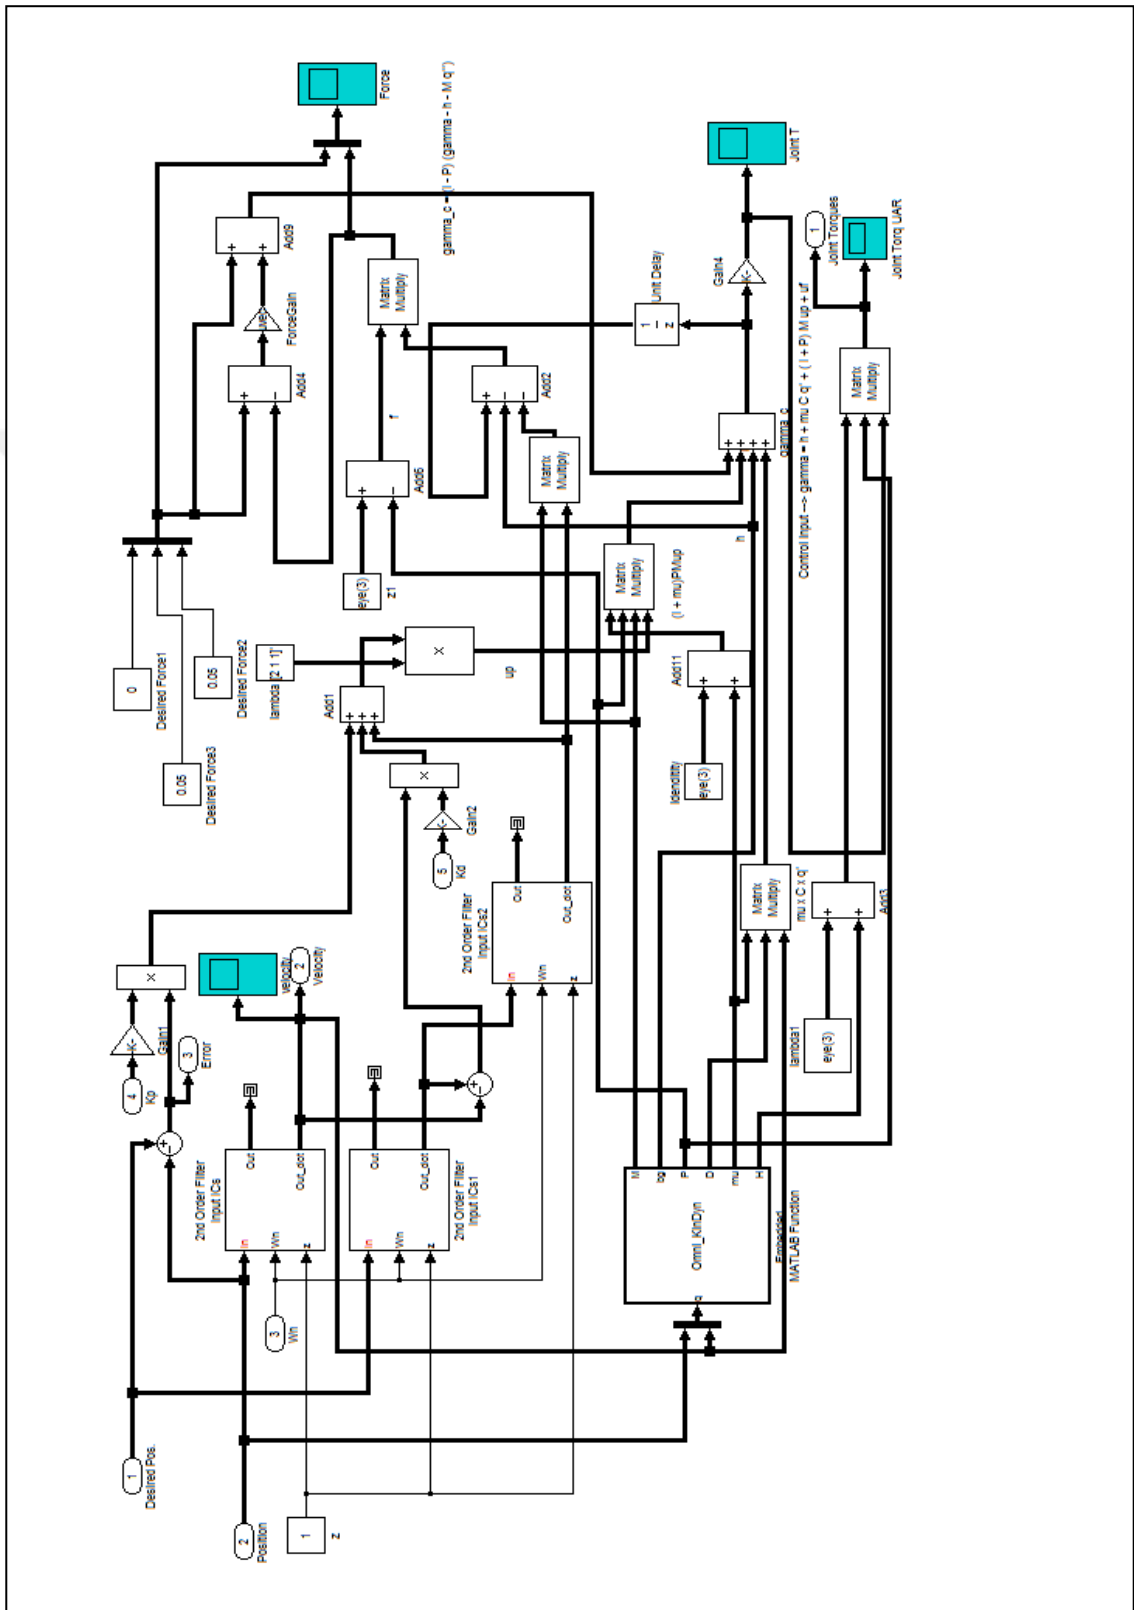 1
Desired Pos.
2
Position
1
z
3
Wn
In
Wn
z
Out
Out_dot
2nd Order Filter
Input ICs
In
Wn
z
Out
Out_dot
2nd Order Filter
Input ICs1
4
Kp
K-
Gain1
3
Error
x
velocity
2
Velocity
In
Wn
z
Out
Out_dot
2nd Order Filter
Input ICs2
5
Kd
K-
Gain2
x
Add1
0
Desired Force1
0.05
Desired Force2
0.05
Desired Force3
lambda
[2 1 1]'
x
up
eye(3)
z1
Add6
f
Add4
ForceGain
Add9
Force
Matrix
Multiply
gamma_c = (I - P) (gamma - h - M q'')
Add2
Matrix
Multiply
1
z
Unit Delay
Matrix
Multiply
(I + mu)PMup
h
gamma_c
K-
Gain4
Joint T
Control Input --> gamma = h + mu C q' + ( I + P) M up + uf
Idenditity
eye(3)
Add11
q
Omni_KinDyn
M
bg
P
D
mu
H
Embedded
MATLAB Function
Matrix
Multiply
mu x C x q'
lambda1
eye(3)
Add3
Matrix
Multiply
1
Joint Torques
Joint Torq UAR